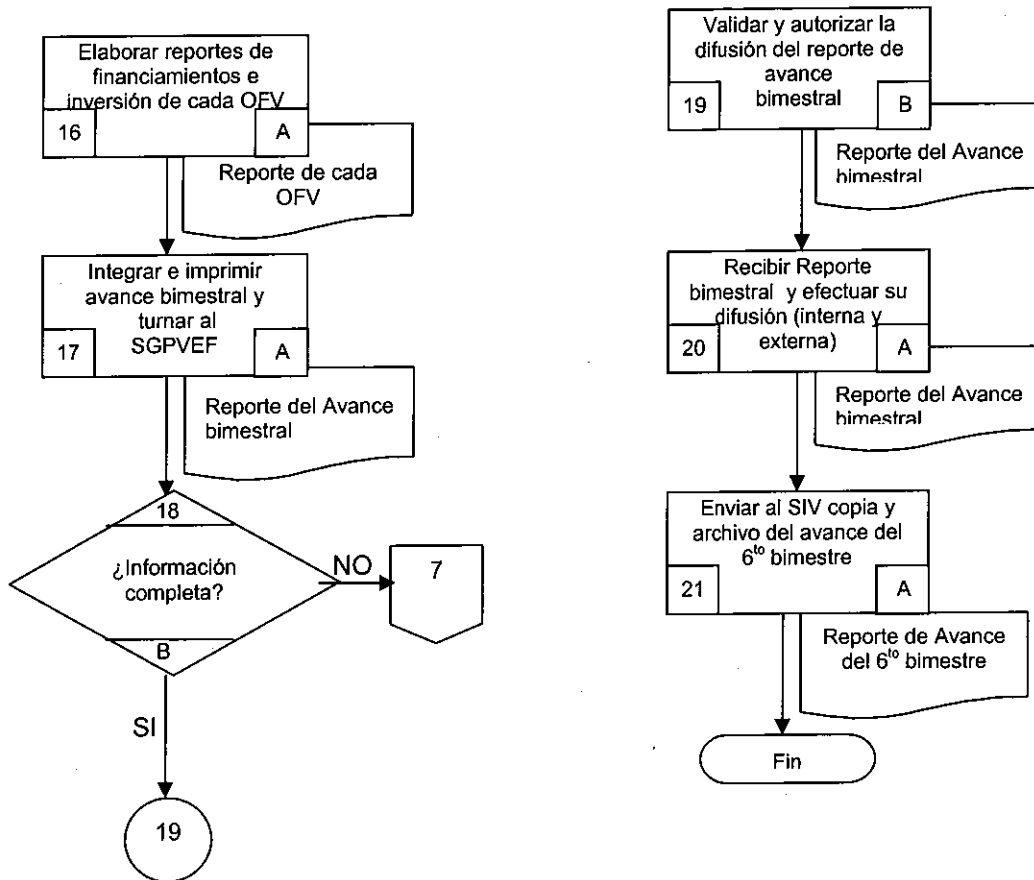 Elaborar reportes de
financiamientos e
inversión de cada OFV
16
A
Reporte de cada
OFV
Integrar e imprimir
avance bimestral y
turnar al
SGPVEF
17
A
Reporte del Avance
bimestral
18
¿Información
completa?
B
NO
7
SI
19
Validar y autorizar la
difusión del reporte de
avance
bimestral
19
B
Reporte del Avance
bimestral
Recibir Reporte
bimestral y efectuar su
difusión (interna y
externa)
20
A
Reporte del Avance
bimestral
Enviar al SIV copia y
archivo del avance del
6to bimestre
21
A
Reporte de Avance
del 6to bimestre
Fin